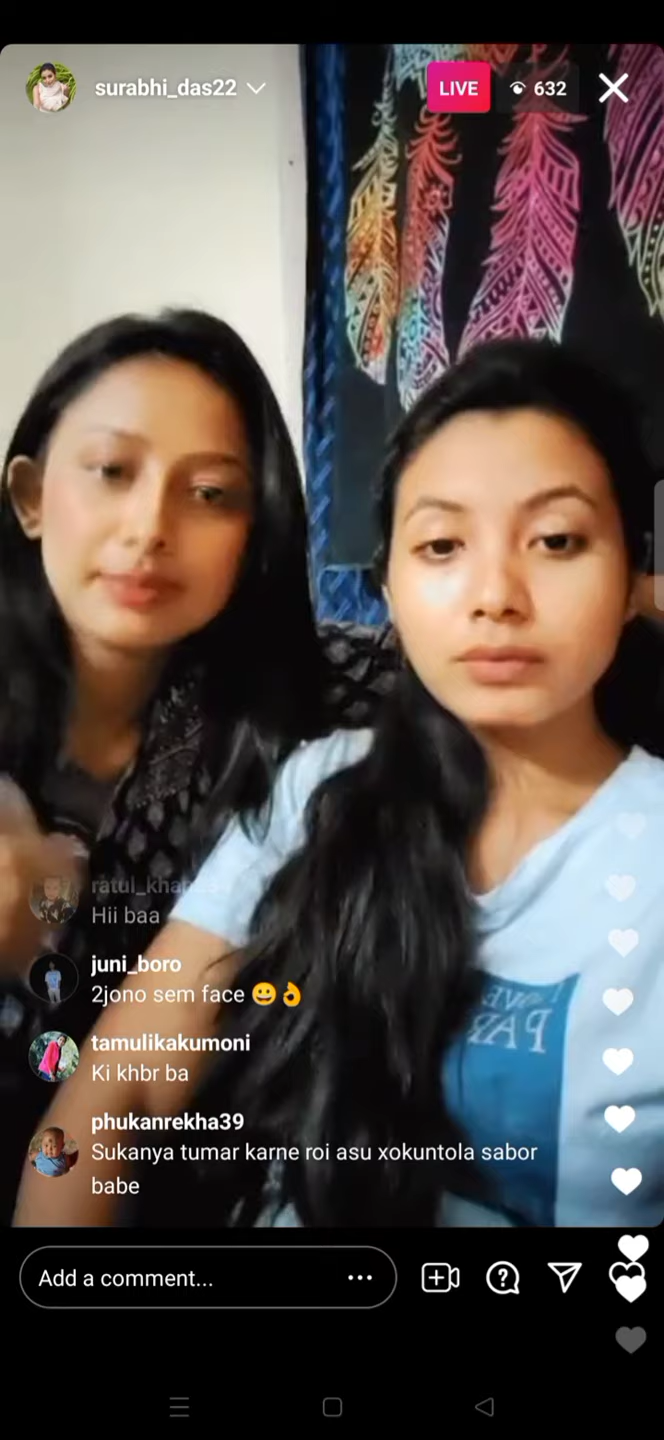 surabhi_das22
LIVE
632
Hii baa
juni_boro
2jono sem face 😀👌
tamulikakumoni
Ki khbr ba
phukanrekha39
Sukanya tumar karne roi asu xokuntola sabor
babe
Add a comment...